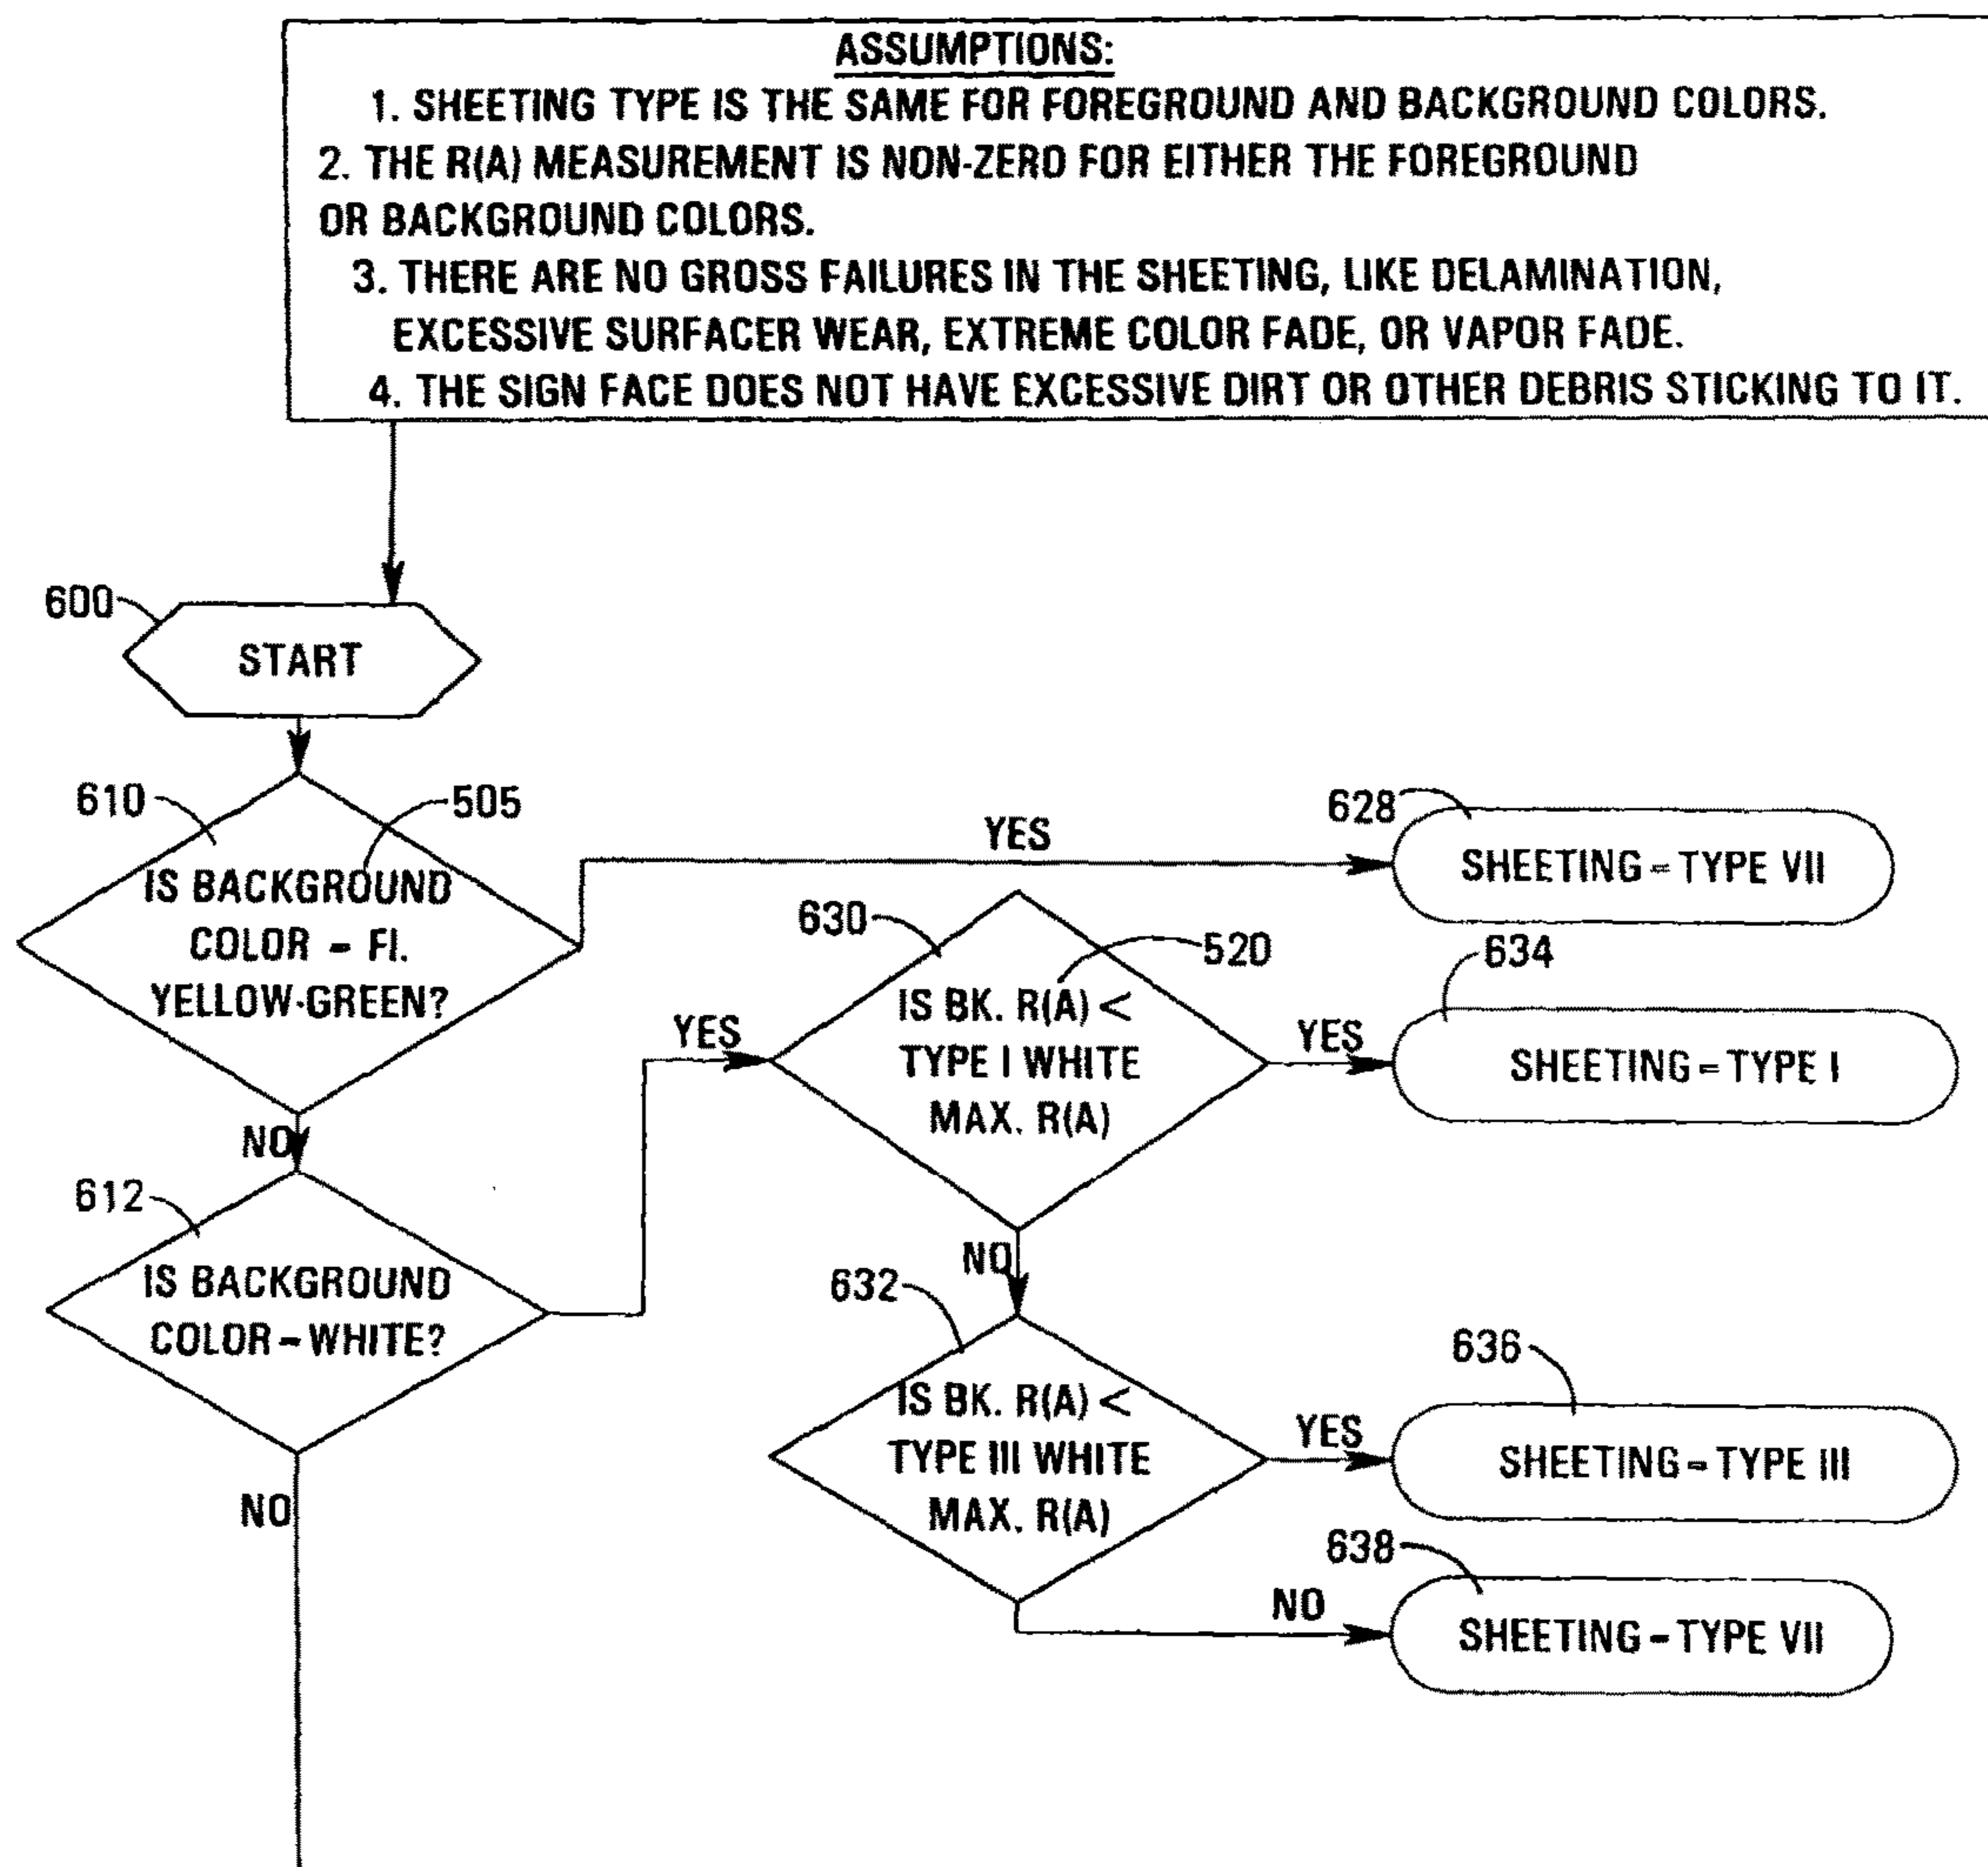 ASSUMPTIONS:
1. SHEETING TYPE IS THE SAME FOR FOREGROUND AND BACKGROUND COLORS.
2. THE R(A) MEASUREMENT IS NON-ZERO FOR EITHER THE FOREGROUND
OR BACKGROUND COLORS.
3. THERE ARE NO GROSS FAILURES IN THE SHEETING, LIKE DELAMINATION,
EXCESSIVE SURFACER WEAR, EXTREME COLOR FADE, OR VAPOR FADE.
4. THE SIGN FACE DOES NOT HAVE EXCESSIVE DIRT OR OTHER DEBRIS STICKING TO IT.
600
START
610
505
IS BACKGROUND
COLOR = FI.
YELLOW-GREEN?
YES
628
SHEETING = TYPE VII
NO
612
IS BACKGROUND
COLOR = WHITE?
YES
630
520
IS BK. R(A) <
TYPE I WHITE
MAX. R(A)
YES
634
SHEETING = TYPE I
NO
632
IS BK. R(A) <
TYPE III WHITE
MAX. R(A)
YES
636
SHEETING = TYPE III
NO
638
SHEETING = TYPE VII
NO